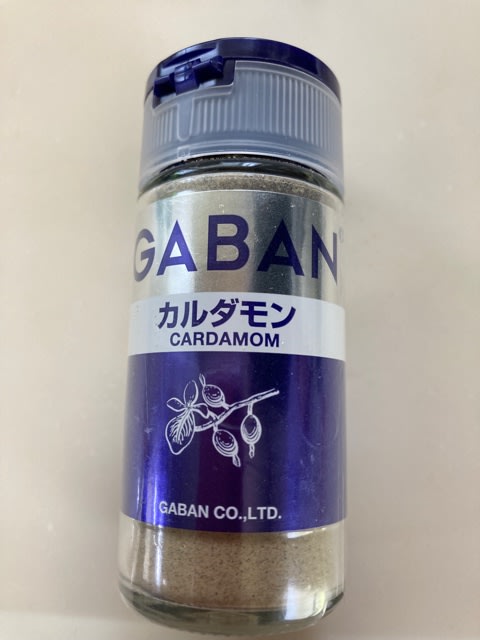 GABAN
カルダモン
CARDAMOM
GABAN CO.,LTD.